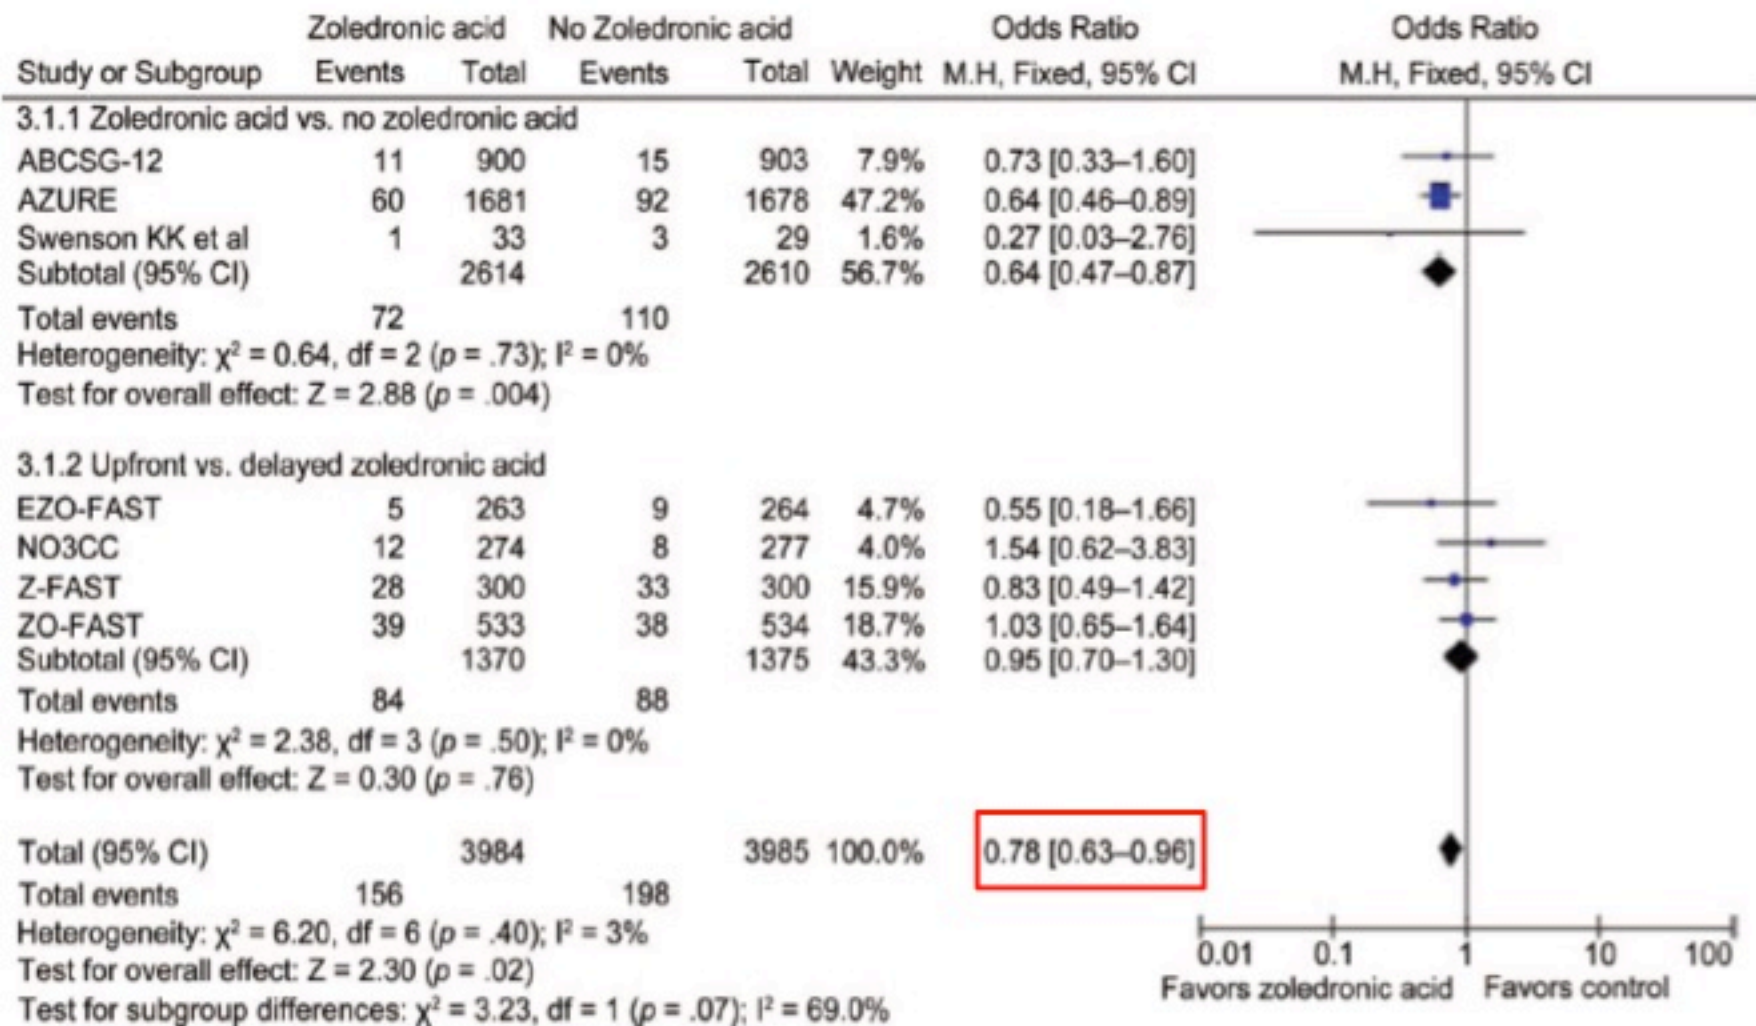 Zoledronic acid No Zoledronic acid Odds Ratio Odds Ratio
Study or Subgroup Events Total Events Total Weight M.H, Fixed, 95% CI M.H, Fixed, 95% CI
3.1.1 Zoledronic acid vs. no zoledronic acid
ABCSG-12 11 900 15 903 7.9% 0.73 [0.33–1.60]
AZURE 60 1681 92 1678 47.2% 0.64 [0.46–0.89]
Swenson KK et al 1 33 3 29 1.6% 0.27 [0.03–2.76]
Subtotal (95% CI) 2614 2610 56.7% 0.64 [0.47–0.87]
Total events 72 110
Heterogeneity: χ² = 0.64, df = 2 (p = .73); I² = 0%
Test for overall effect: Z = 2.88 (p = .004)
3.1.2 Upfront vs. delayed zoledronic acid
EZO-FAST 5 263 9 264 4.7% 0.55 [0.18–1.66]
NO3CC 12 274 8 277 4.0% 1.54 [0.62–3.83]
Z-FAST 28 300 33 300 15.9% 0.83 [0.49–1.42]
ZO-FAST 39 533 38 534 18.7% 1.03 [0.65–1.64]
Subtotal (95% CI) 1370 1375 43.3% 0.95 [0.70–1.30]
Total events 84 88
Heterogeneity: χ² = 2.38, df = 3 (p = .50); I² = 0%
Test for overall effect: Z = 0.30 (p = .76)
Total (95% CI) 3984 3985 100.0% 0.78 [0.63–0.96]
Total events 156 198
Heterogeneity: χ² = 6.20, df = 6 (p = .40); I² = 3%
Test for overall effect: Z = 2.30 (p = .02)
Test for subgroup differences: χ² = 3.23, df = 1 (p = .07); I² = 69.0%
0.01 0.1 1 10 100
Favors zoledronic acid Favors control